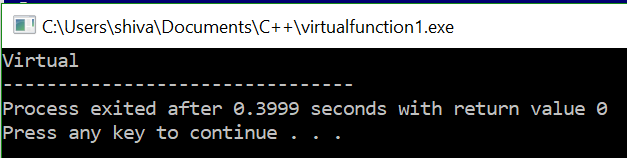 C:\Users\shiva\Documents\C++\virtualfunction1.exe
Virtual
--------------------------------
Process exited after 0.3999 seconds with return value 0
Press any key to continue . . .